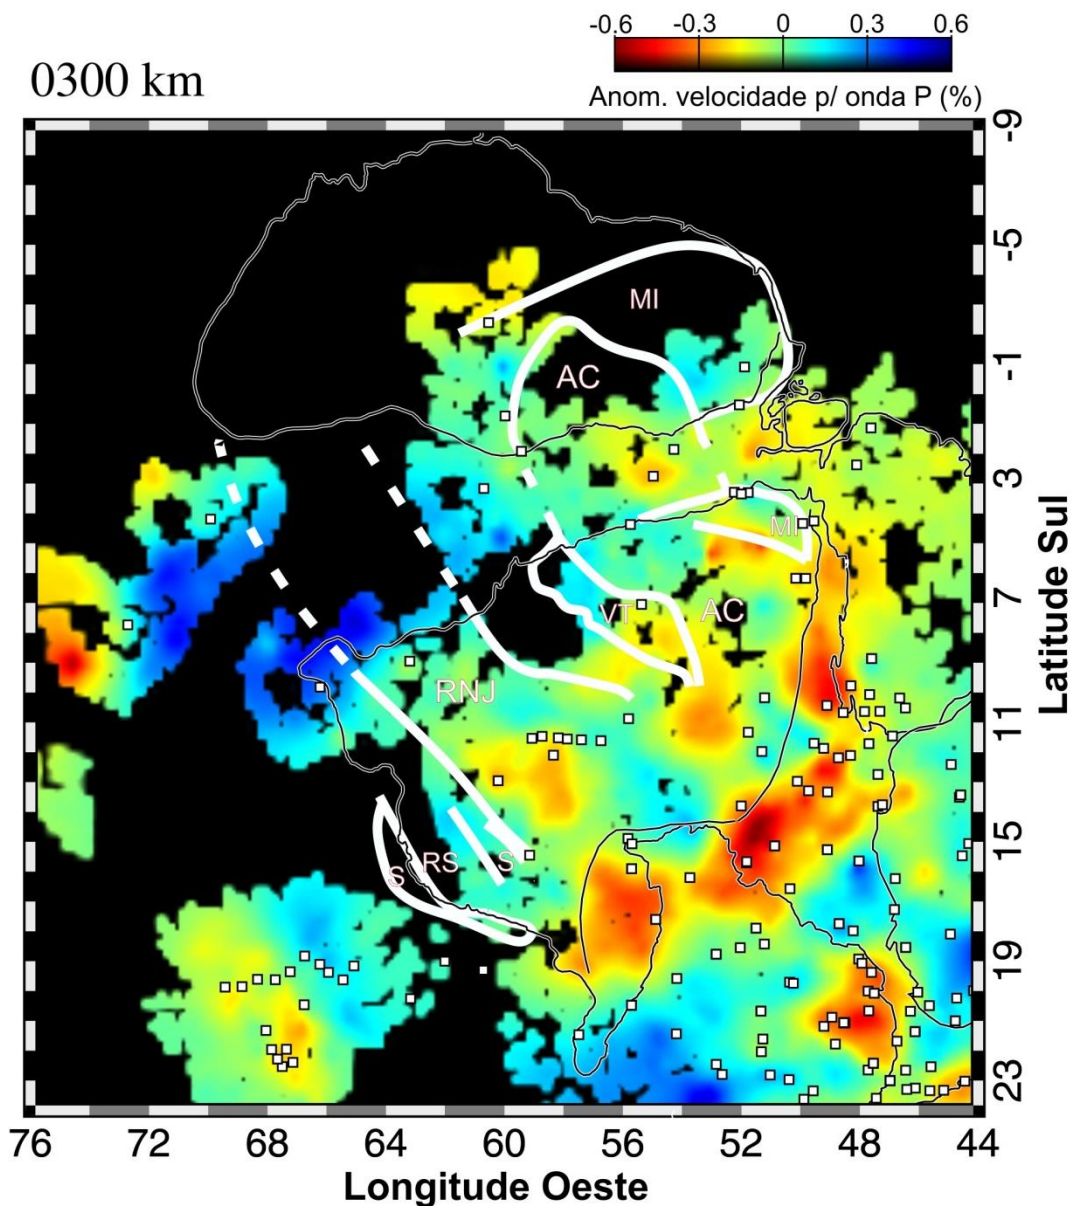 -0.6 -0.3 0 0.3 0.6
0300 km
Anom. velocidade p/ onda P (%)
-9
-5
MI
-1
AC
3
MI
7
VT AC
Latitude Sul
RNJ
11
15
S RS S
19
23
76 72 68 64 60 56 52 48 44
Longitude Oeste